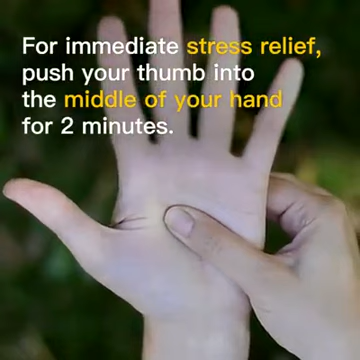 For immediate stress relief,
push your thumb into
the middle of your hand
for 2 minutes.